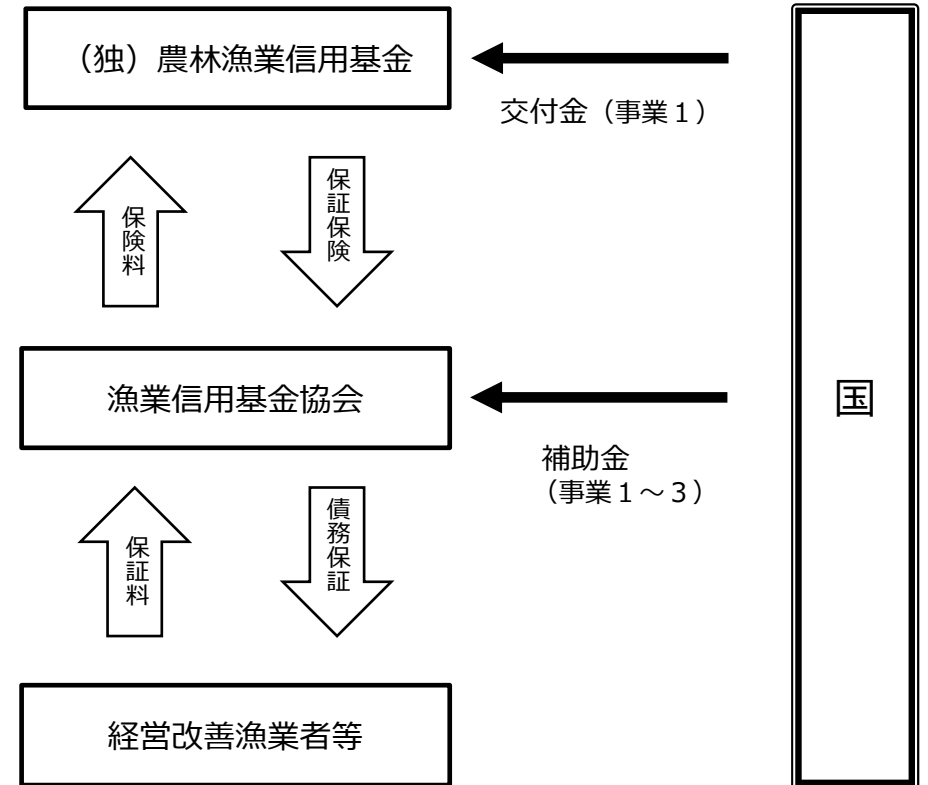 （独）農林漁業信用基金
交付金（事業１）
保険料
保証保険
漁業信用基金協会
国
補助金
（事業１～３）
保証料
債務保証
経営改善漁業者等